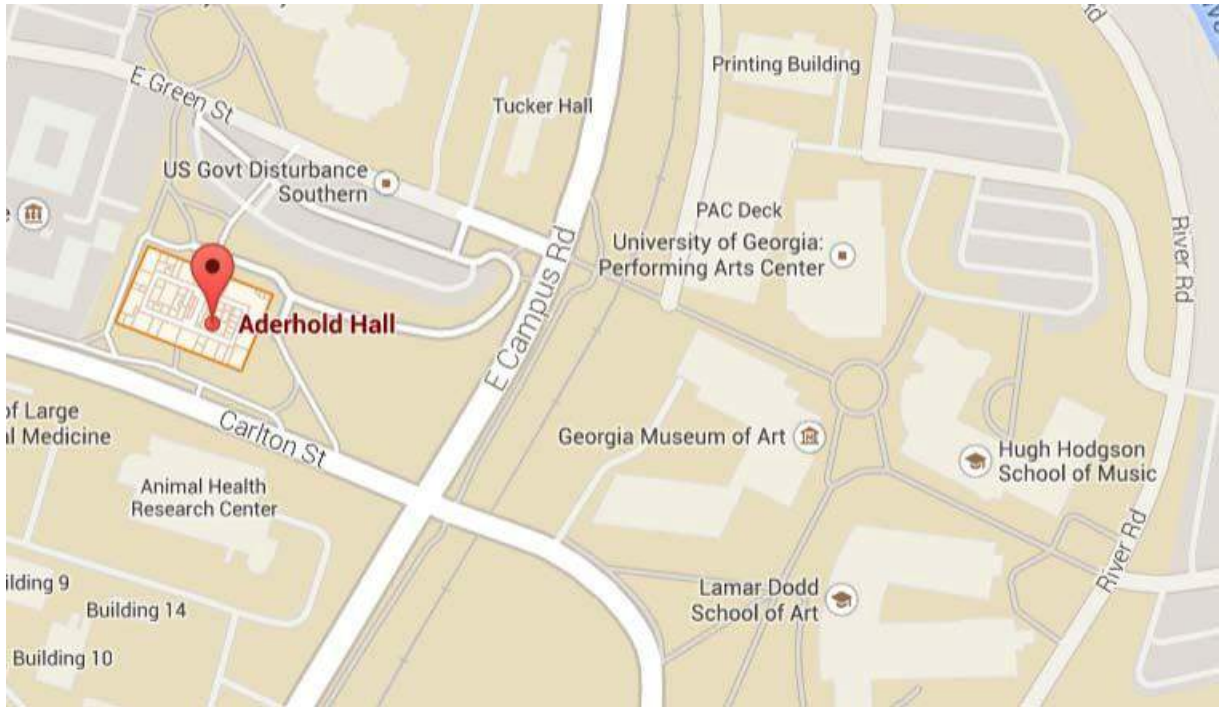 E Green St
Printing Building
Tucker Hall
US Govt Disturbance
Southern
PAC Deck
University of Georgia:
Performing Arts Center
River Rd
E Campus Rd
Aderhold Hall
of Large
Medicine
Carlton St
Georgia Museum of Art
Hugh Hodgson
School of Music
Animal Health
Research Center
River Rd
Lamar Dodd
School of Art
ilding 9
Building 14
Building 10